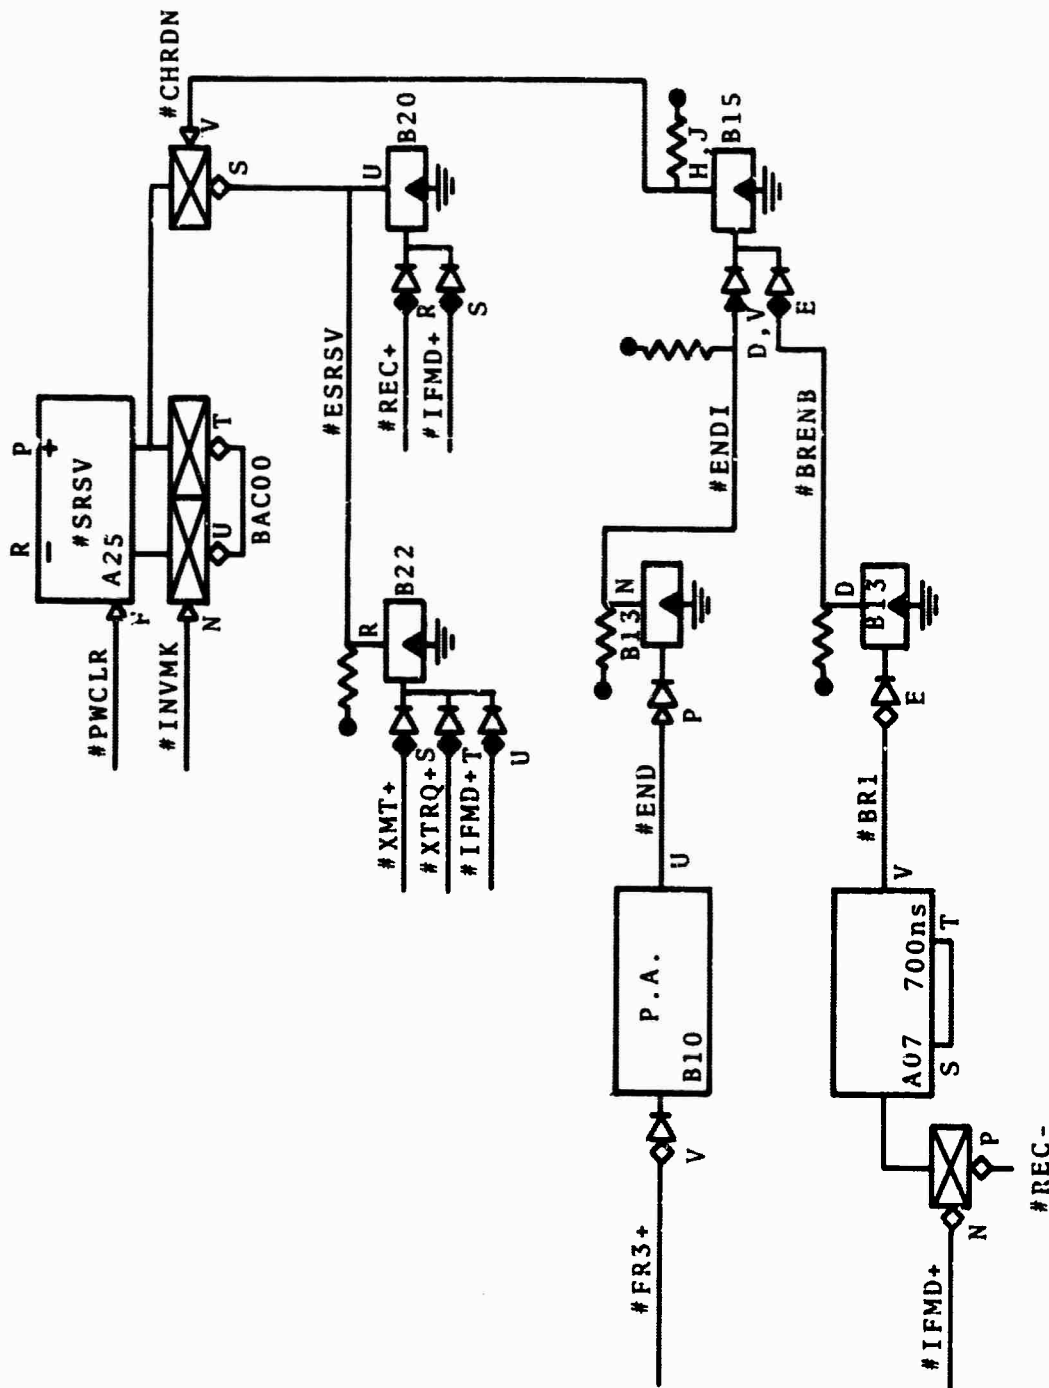 #CHRDN
V
S
R
P
-
+
#SRSV
A25
#PWCLR
#INVMK
N
U
T
BAC00
U
B20
#ESRSV
#REC+
R
#IFMD+
S
R
B22
#XMT+
#XTRQ+
S
#IFMD+
T
U
H,J
B15
D,V
E
#ENDI
#BRENB
B13
N
P
#END
U
P.A.
B10
V
#FR3+
D
B13
E
#BR1
V
700ns
A07
S
T
P
N
#REC-
#IFMD+